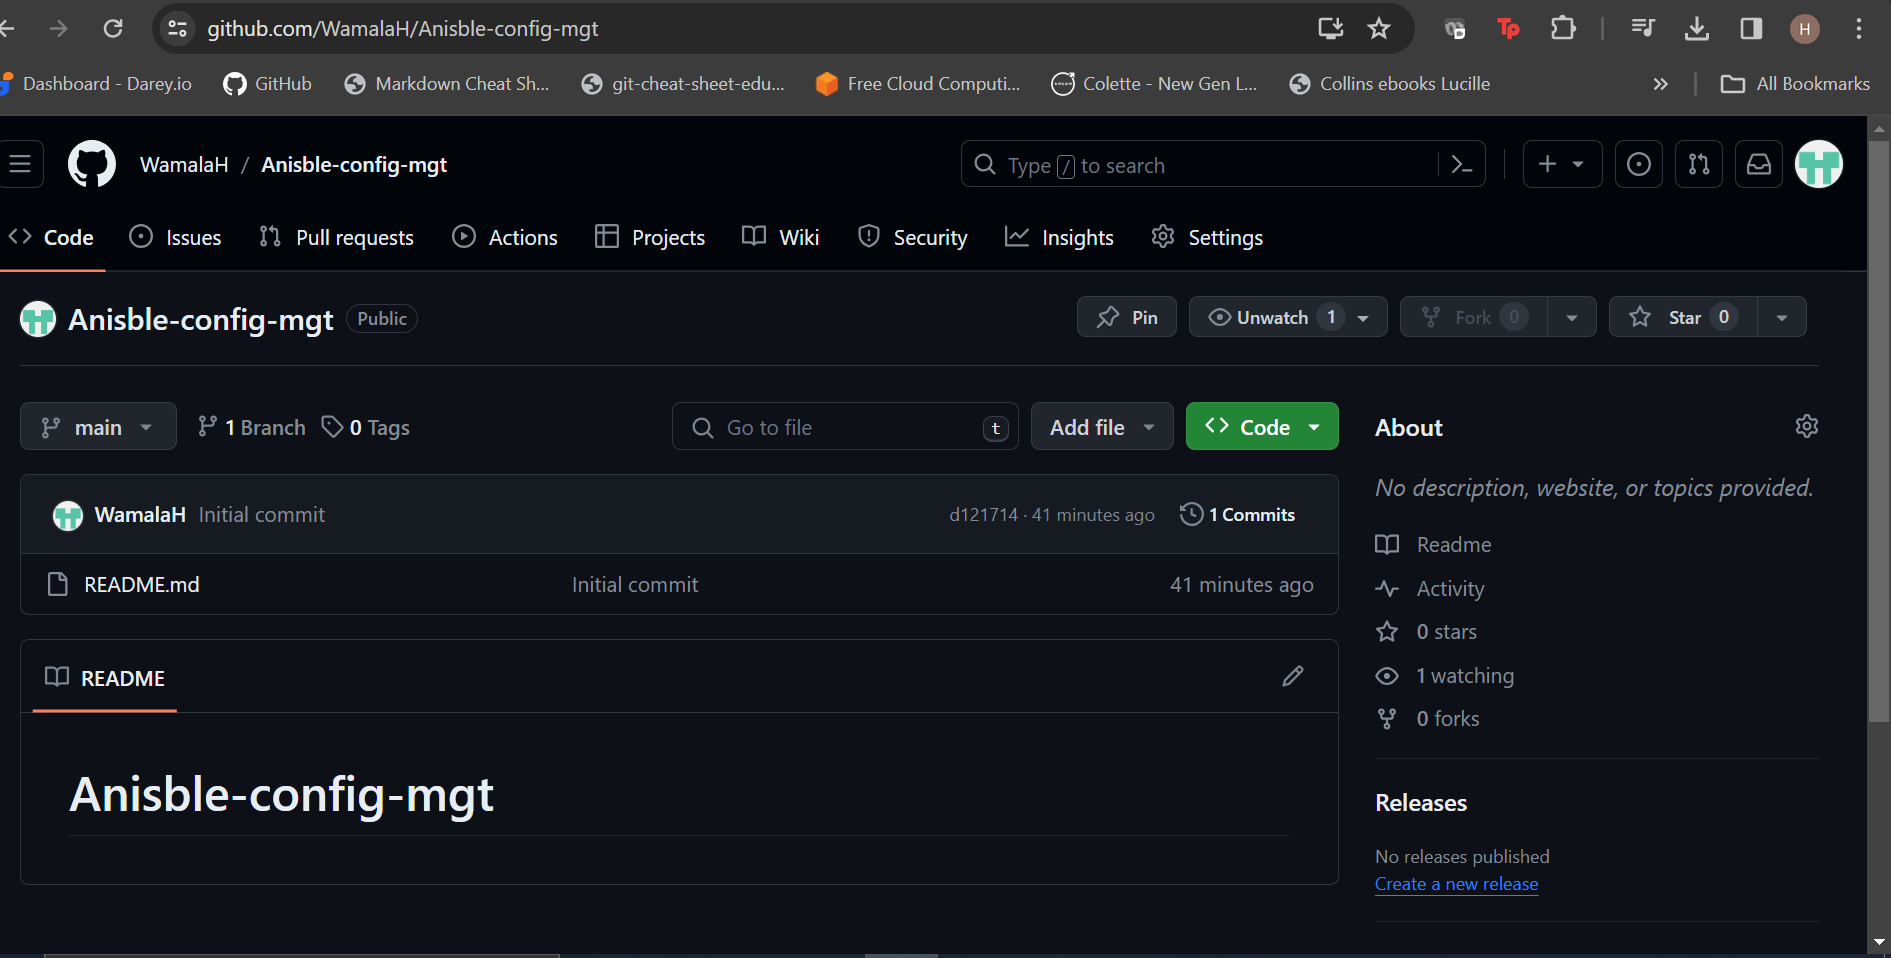 github.com/WamalaH/Anisble-config-mgt
Tp
H
Dashboard - Darey.io
GitHub
Markdown Cheat Sh...
git-cheat-sheet-edu...
Free Cloud Computi...
Colette - New Gen L...
Collins ebooks Lucille
»
All Bookmarks
WamalaH / Anisble-config-mgt
Type / to search
Code
Issues
Pull requests
Actions
Projects
Wiki
Security
Insights
Settings
Anisble-config-mgt
Public
Pin
Unwatch 1
Fork 0
Star 0
main
1 Branch
0 Tags
Go to file
t
Add file
Code
WamalaH Initial commit
d121714 · 41 minutes ago
1 Commits
README.md
Initial commit
41 minutes ago
README
Anisble-config-mgt
About
No description, website, or topics provided.
Readme
Activity
0 stars
1 watching
0 forks
Releases
No releases published
Create a new release